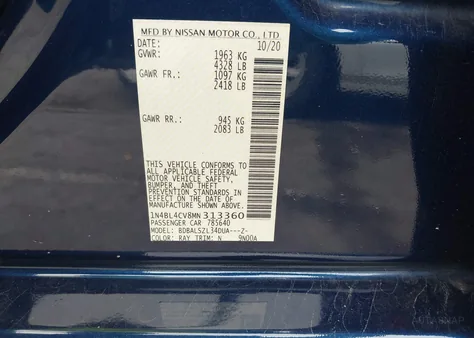 MFD BY NISSAN MOTOR CO., LTD.
DATE: 10/20
GVWR: 1963 KG
4328 LB
GAWR FR.: 1097 KG
2418 LB
GAWR RR.: 945 KG
2083 LB
THIS VEHICLE CONFORMS TO
ALL APPLICABLE FEDERAL
MOTOR VEHICLE SAFETY,
BUMPER, AND THEFT
PREVENTION STANDARDS IN
EFFECT ON THE DATE OF
MANUFACTURE SHOWN ABOVE.
1N4BL4CV8MN313360
PASSENGER CAR 785640
MODEL: BDBALSZL34DUA---Z-
COLOR: RAY TRIM: N 9N00A